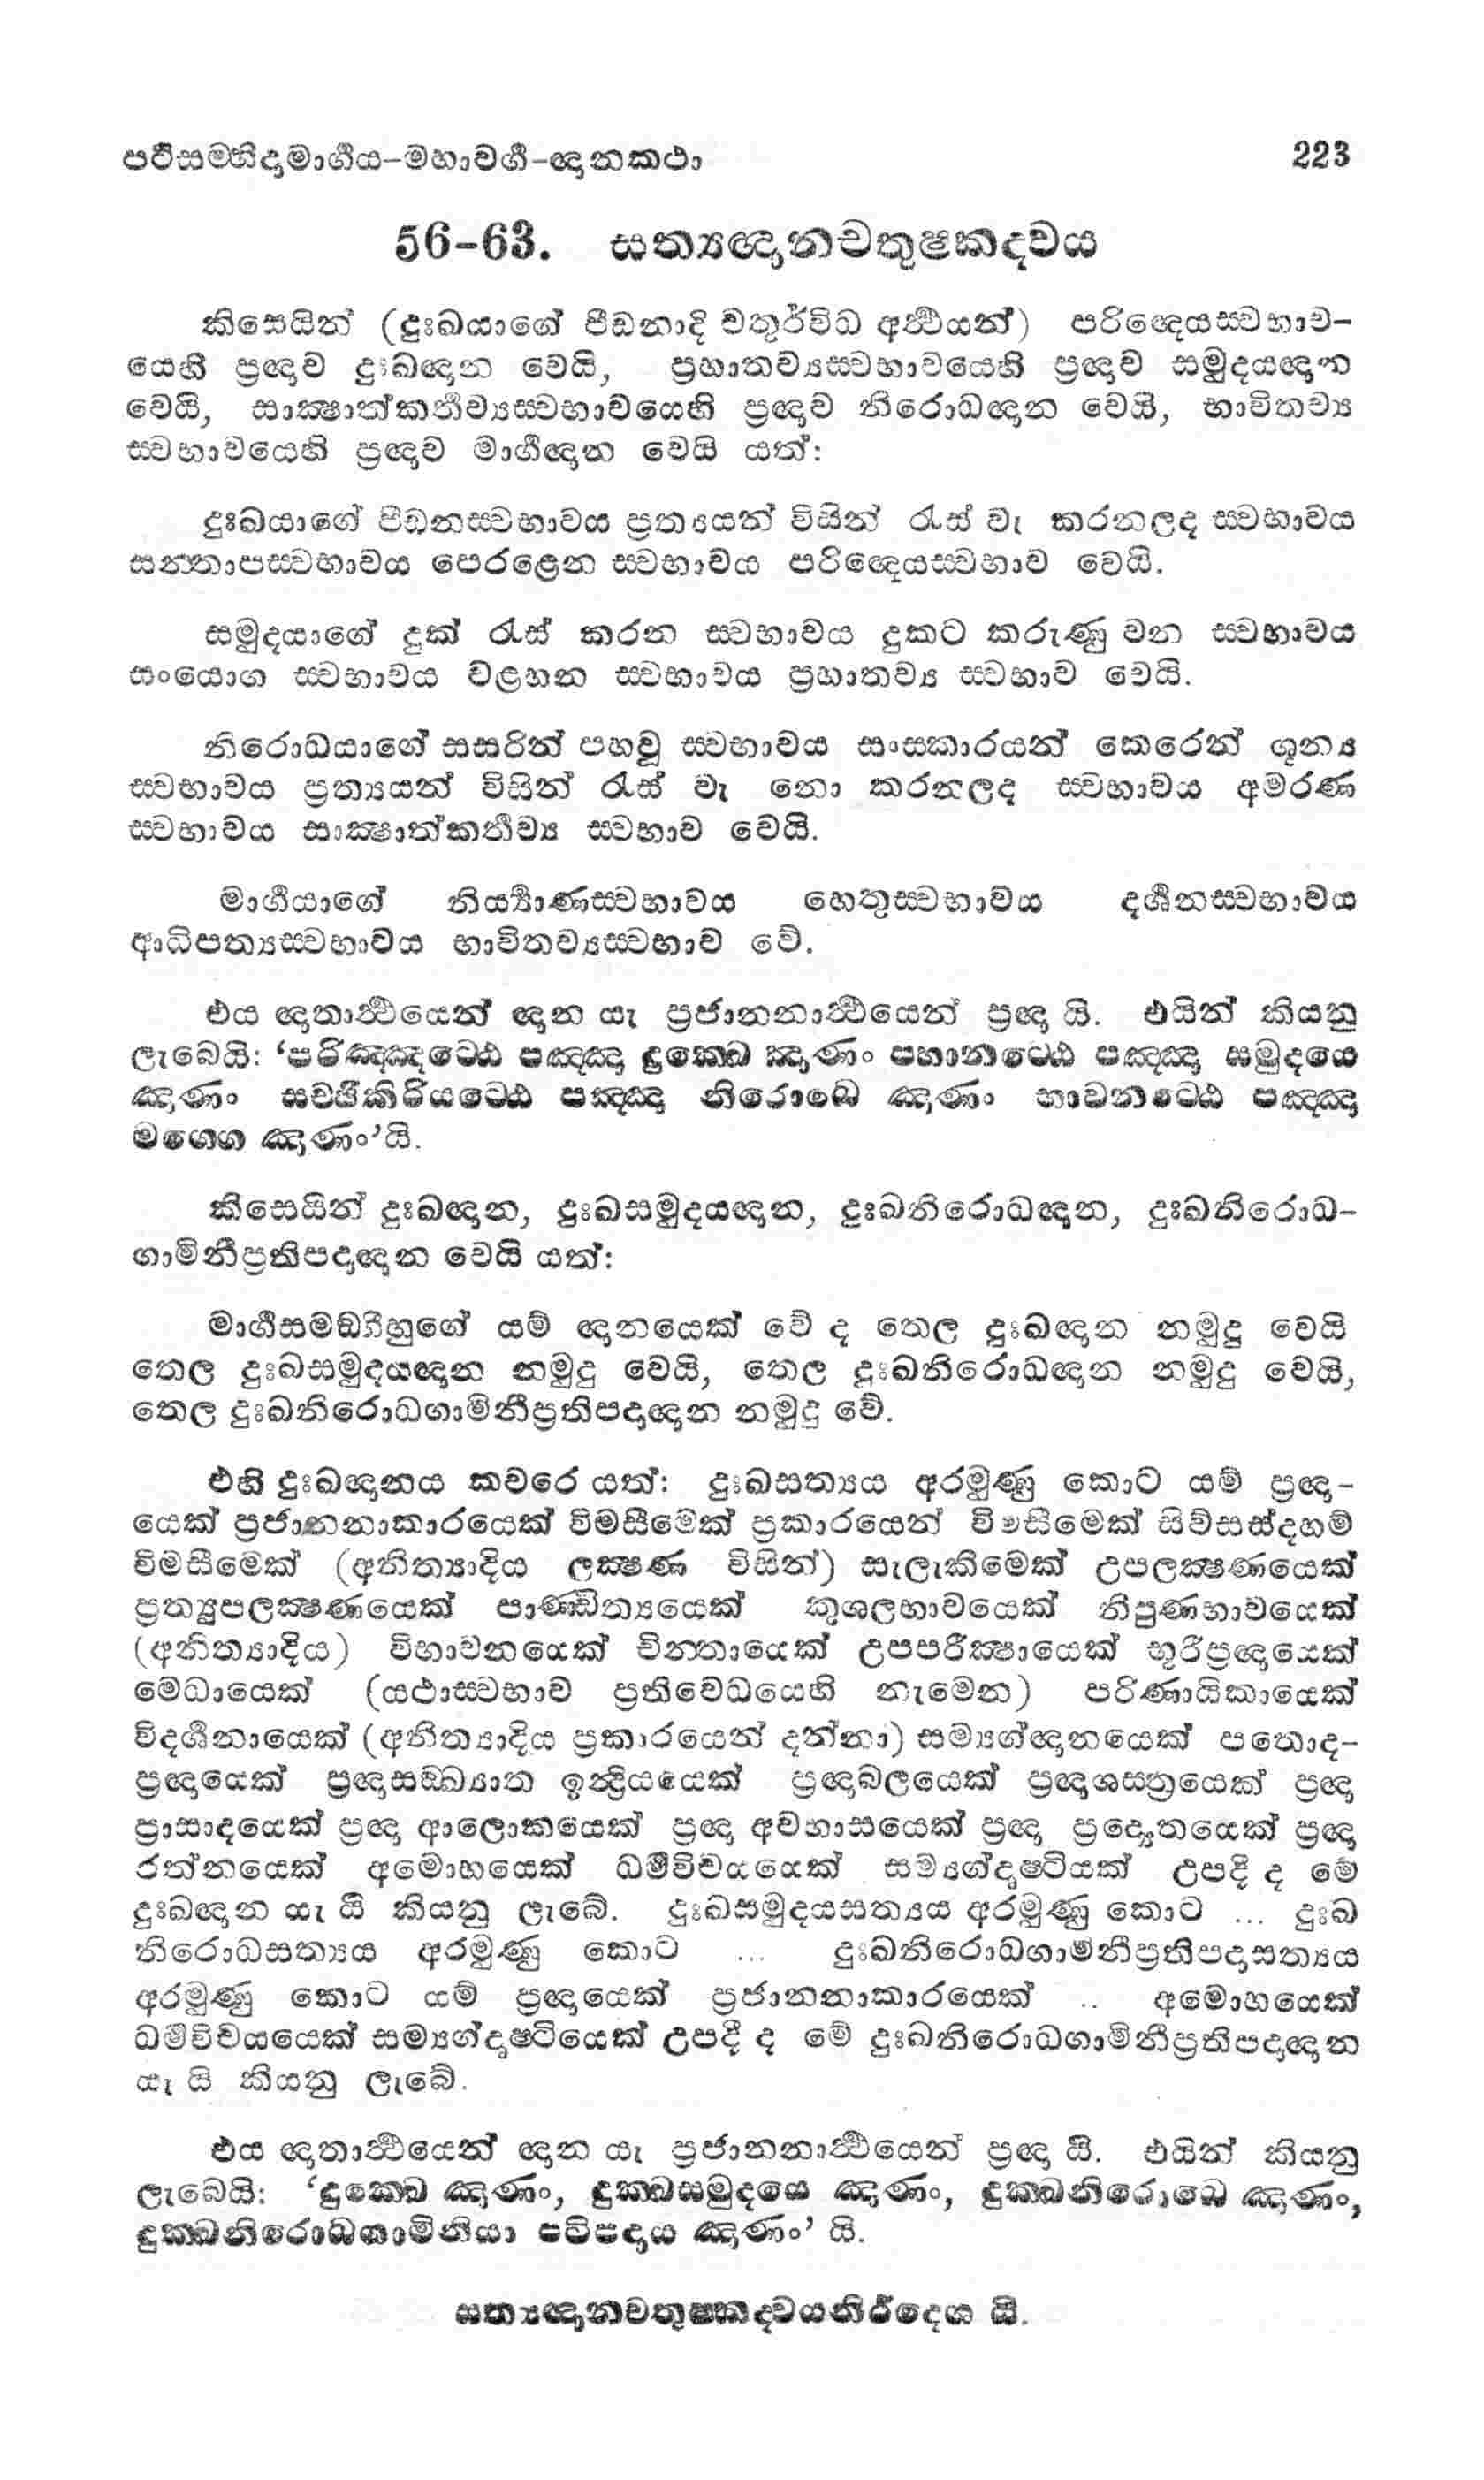 පටිසම්භිදාමාර්ගය-මහාවර්ග-ඥානකථා 223
56-63. සත්‍යඥානචතුෂ්කද්වය
කිසෙයින් (දුඃඛයාගේ පීඩනාදි චතුර්විධ අර්ථයන්) පරිඥෙයස්වභාව-
යෙහි ප්‍රඥාව දුඃඛඥාන වෙයි, ප්‍රහාතව්‍යස්වභාවයෙහි ප්‍රඥාව සමුදයඥාන
වෙයි, සාක්‍ෂාත්කර්තව්‍යස්වභාවයෙහි ප්‍රඥාව නිරොධඥාන වෙයි, භාවිතව්‍ය
ස්වභාවයෙහි ප්‍රඥාව මාර්ගඥාන වෙයි යත්:
දුඃඛයාගේ පීඩනස්වභාවය ප්‍රත්‍යයන් විසින් රැස් වැ කරනලද ස්වභාවය
සන්තාපස්වභාවය පෙරළෙන ස්වභාවය පරිඥෙයස්වභාව වෙයි.
සමුදයාගේ දුක් රැස් කරන ස්වභාවය දුකට කරුණු වන ස්වභාවය
සංයොග ස්වභාවය වළහන ස්වභාවය ප්‍රහාතව්‍ය ස්වභාව වෙයි.
නිරොධයාගේ සසරින් පහවූ ස්වභාවය සංස්කාරයන් කෙරෙන් ශූන්‍ය
ස්වභාවය ප්‍රත්‍යයන් විසින් රැස් වැ නො කරනලද ස්වභාවය අමරණ
ස්වභාවය සාක්‍ෂාත්කර්තව්‍ය ස්වභාව වෙයි.
මාර්ගයාගේ නිර්‍ය්‍යාණස්වභාවය හෙතුස්වභාවය දර්ශනස්වභාවය
ආධිපත්‍යස්වභාවය භාවිතව්‍යස්වභාව වේ.
එය ඥාතාර්ථයෙන් ඥාන යැ ප්‍රජානනාර්ථයෙන් ප්‍රඥා යි. එයින් කියනු
ලැබෙයි: ‘පරිඤ්ඤට්ඨෙ පඤ්ඤා දුක්ඛෙ ඤාණං පහානට්ඨෙ පඤ්ඤා සමුදයෙ
ඤාණං සච්ඡිකිරියට්ඨෙ පඤ්ඤා නිරොධෙ ඤාණං භාවනට්ඨෙ පඤ්ඤා
මග්ගෙ ඤාණං’යි.
කිසෙයින් දුඃඛඥාන, දුඃඛසමුදයඥාන, දුඃඛනිරොධඥාන, දුඃඛනිරොධ-
ගාමිනීප්‍රතිපදාඥාන වෙයි යත්:
මාර්ගසමඞ්ගීහුගේ යම් ඥානයෙක් වේ ද තෙල දුඃඛඥාන නමුදු වෙයි
තෙල දුඃඛසමුදයඥාන නමුදු වෙයි, තෙල දුඃඛනිරොධඥාන නමුදු වෙයි,
තෙල දුඃඛනිරොධගාමිනීප්‍රතිපදාඥාන නමුදු වේ.
එහි දුඃඛඥානය කවරෙ යත්: දුඃඛසත්‍යය අරමුණු කොට යම් ප්‍රඥා-
යෙක් ප්‍රජානනාකාරයෙක් විමසීමෙක් ප්‍රකාරයෙන් විමසීමෙක් සිව්සස්දහම්
විමසීමෙක් (අනිත්‍යාදිය ලක්‍ෂණ විසින්) සැලැකීමෙක් උපලක්‍ෂණයෙක්
ප්‍රත්‍යුපලක්‍ෂණයෙක් පාණ්ඩිත්‍යයෙක් කුශලභාවයෙක් නිපුණභාවයෙක්
(අනිත්‍යාදිය) විභාවනයෙක් චින්තායෙක් උපපරීක්‍ෂායෙක් භූරිප්‍රඥායෙක්
මෙධායෙක් (යථාස්වභාව ප්‍රතිවෙධයෙහි නැමෙන) පරිණායිකායෙක්
විදර්ශනායෙක් (අනිත්‍යාදිය ප්‍රකාරයෙන් දන්නා) සම්‍යග්ඥානයෙක් පතොද-
ප්‍රඥායෙක් ප්‍රඥාසඞ්ඛ්‍යාත ඉන්ද්‍රියයෙක් ප්‍රඥාබලයෙක් ප්‍රඥාශස්ත්‍රයෙක් ප්‍රඥා
ප්‍රාසාදයෙක් ප්‍රඥා ආලොකයෙක් ප්‍රඥා අවභාසයෙක් ප්‍රඥා ප්‍රද්‍යොතයෙක් ප්‍රඥා
රත්නයෙක් අමොහයෙක් ධර්මවිචයයෙක් සම්‍යග්දෘෂ්ටියක් උපදී ද මේ
දුඃඛඥාන යැ යි කියනු ලැබේ. දුඃඛසමුදයසත්‍යය අරමුණු කොට ... දුඃඛ
නිරොධසත්‍යය අරමුණු කොට ... දුඃඛනිරොධගාමිනීප්‍රතිපදාසත්‍යය
අරමුණු කොට යම් ප්‍රඥායෙක් ප්‍රජානනාකාරයෙක් .. අමොහයෙක්
ධර්මවිචයයෙක් සම්‍යග්දෘෂ්ටියෙක් උපදී ද මේ දුඃඛනිරොධගාමිනීප්‍රතිපදාඥාන
යැ යි කියනු ලැබේ.
එය ඥාතාර්ථයෙන් ඥාන යැ ප්‍රජානනාර්ථයෙන් ප්‍රඥා යි. එයින් කියනු
ලැබෙයි: ‘දුක්ඛෙ ඤාණං, දුක්ඛසමුදයෙ ඤාණං, දුක්ඛනිරොධෙ ඤාණං,
දුක්ඛනිරොධගාමිනියා පටිපදාය ඤාණං’ යි.
සත්‍යඥානචතුෂ්කද්වයනිර්දෙශ යි.